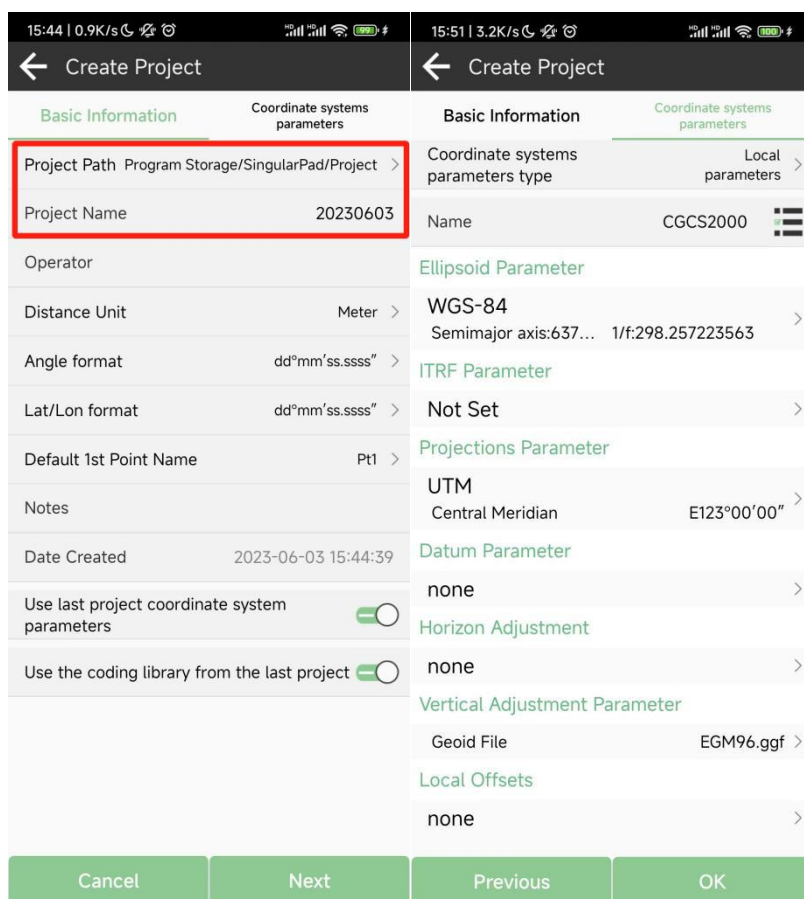 15:44 | 0.9K/s
HD HD 99
Create Project
Basic Information
Coordinate systems
parameters
Project Path Program Storage/SingularPad/Project
Project Name 20230603
Operator
Distance Unit Meter
Angle format dd°mm′ss.ssss″
Lat/Lon format dd°mm′ss.ssss″
Default 1st Point Name Pt1
Notes
Date Created 2023-06-03 15:44:39
Use last project coordinate system
parameters
Use the coding library from the last project
Cancel Next
15:51 | 3.2K/s
HD HD 100
Create Project
Basic Information
Coordinate systems
parameters
Coordinate systems
parameters type
Local
parameters
Name CGCS2000
Ellipsoid Parameter
WGS-84
Semimajor axis:637... 1/f:298.257223563
ITRF Parameter
Not Set
Projections Parameter
UTM
Central Meridian E123°00′00″
Datum Parameter
none
Horizon Adjustment
none
Vertical Adjustment Parameter
Geoid File EGM96.ggf
Local Offsets
none
Previous OK